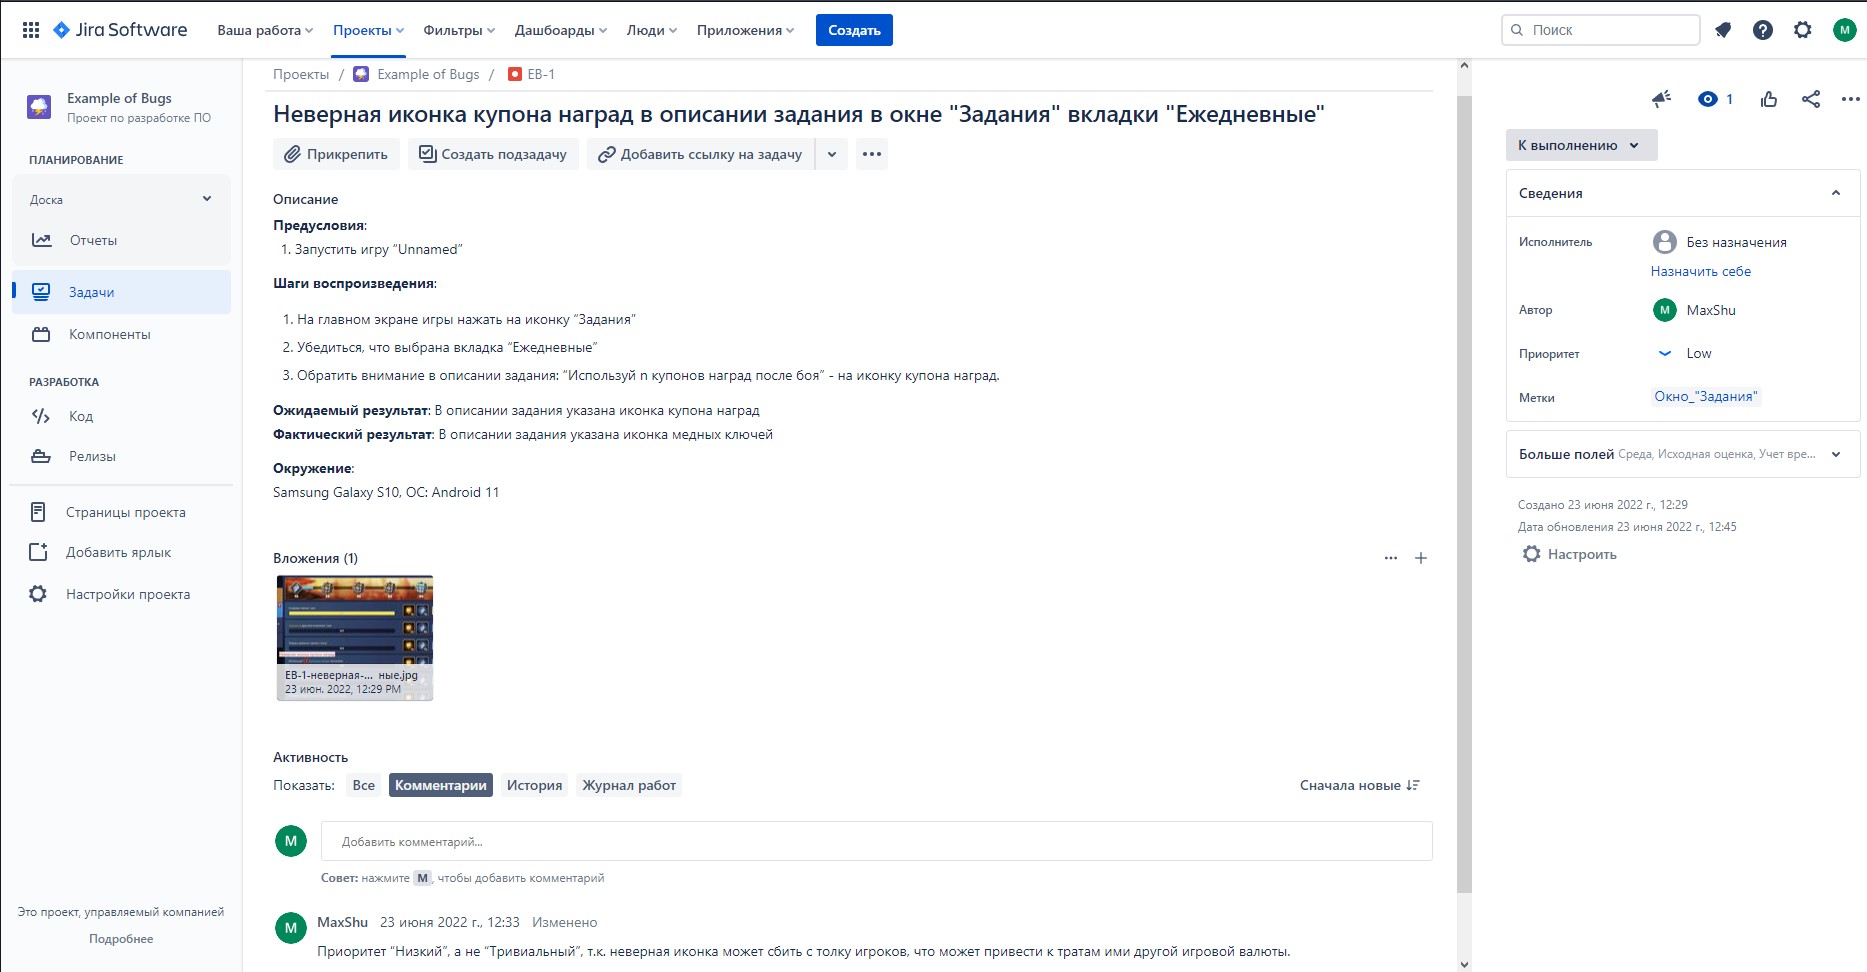 Jira Software
Ваша работа
Проекты
Фильтры
Дашборды
Люди
Приложения
Создать
Поиск
M
Example of Bugs
Проект по разработке ПО
ПЛАНИРОВАНИЕ
Доска
Отчеты
Задачи
Компоненты
РАЗРАБОТКА
Код
Релизы
Страницы проекта
Добавить ярлык
Настройки проекта
Это проект, управляемый компанией
Подробнее
Проекты / Example of Bugs / EB-1
Неверная иконка купона наград в описании задания в окне "Задания" вкладки "Ежедневные"
Прикрепить
Создать подзадачу
Добавить ссылку на задачу
Описание
Предусловия:
1. Запустить игру “Unnamed”
Шаги воспроизведения:
1. На главном экране игры нажать на иконку “Задания”
2. Убедиться, что выбрана вкладка “Ежедневные”
3. Обратить внимание в описании задания: “Используй n купонов наград после боя” - на иконку купона наград.
Ожидаемый результат: В описании задания указана иконка купона наград
Фактический результат: В описании задания указана иконка медных ключей
Окружение:
Samsung Galaxy S10, ОС: Android 11
Вложения (1)
EB-1-неверная-... ные.jpg
23 июн. 2022, 12:29 PM
Активность
Показать:
Все
Комментарии
История
Журнал работ
Сначала новые
M
Добавить комментарий...
Совет: нажмите M, чтобы добавить комментарий
M
MaxShu 23 июня 2022 г., 12:33 Изменено
Приоритет “Низкий”, а не “Тривиальный”, т.к. неверная иконка может сбить с толку игроков, что может привести к тратам ими другой игровой валюты.
1
К выполнению
Сведения
Исполнитель
Без назначения
Назначить себе
Автор
M
MaxShu
Приоритет
Low
Метки
Окно_"Задания"
Больше полей Среда, Исходная оценка, Учет вре...
Создано 23 июня 2022 г., 12:29
Дата обновления 23 июня 2022 г., 12:45
Настроить